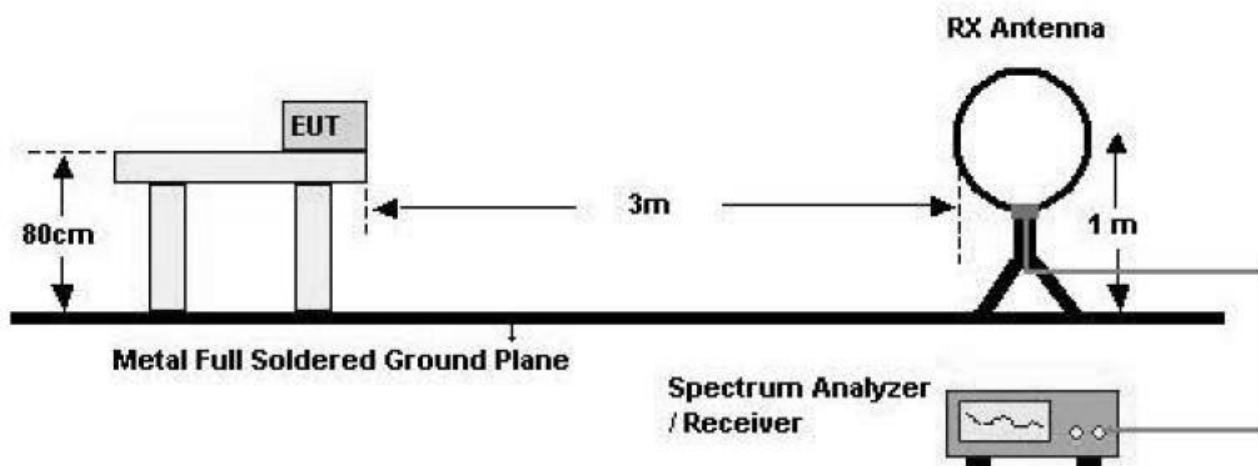 RX Antenna
EUT
3m
80cm
1 m
Metal Full Soldered Ground Plane
Spectrum Analyzer
/ Receiver